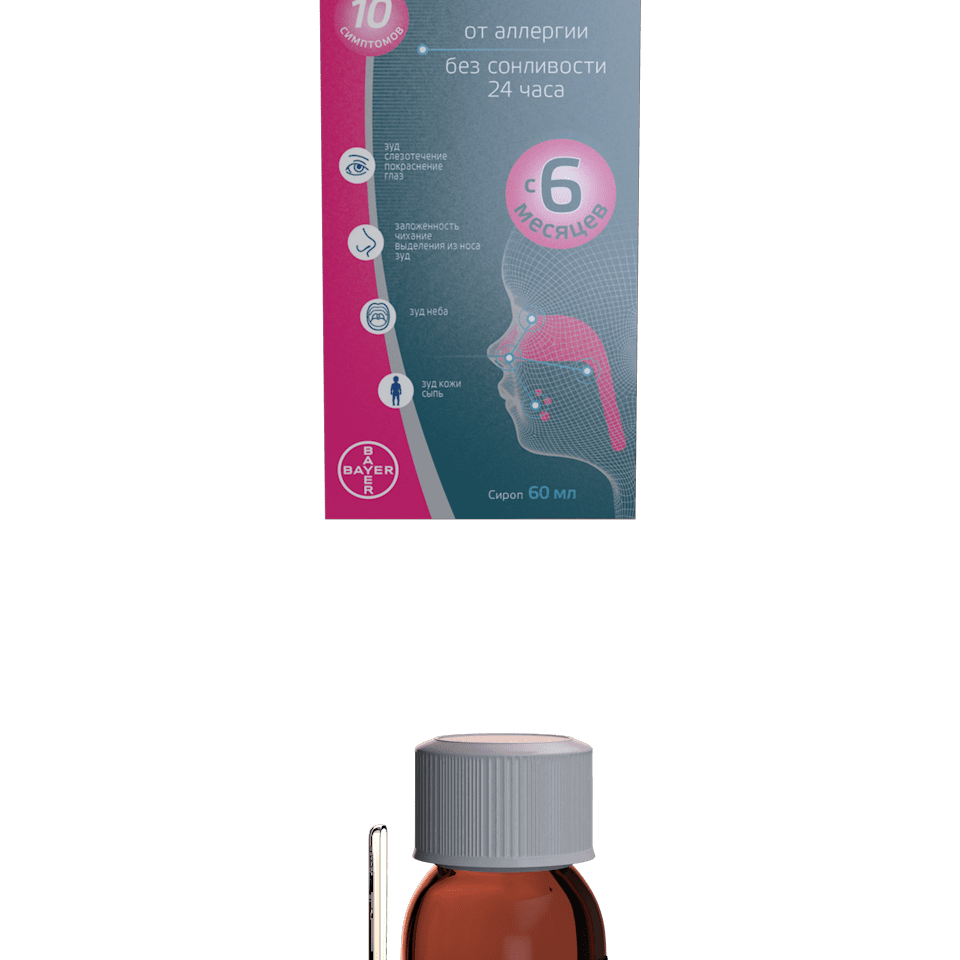 10
симптомов
от аллергии
без сонливости
24 часа
с 6
месяцев
зуд
слезотечение
покраснение
глаз
заложенность
чихание
выделения из носа
зуд
зуд неба
зуд кожи
сыпь
BAYER
BAYER
Сироп 60 мл